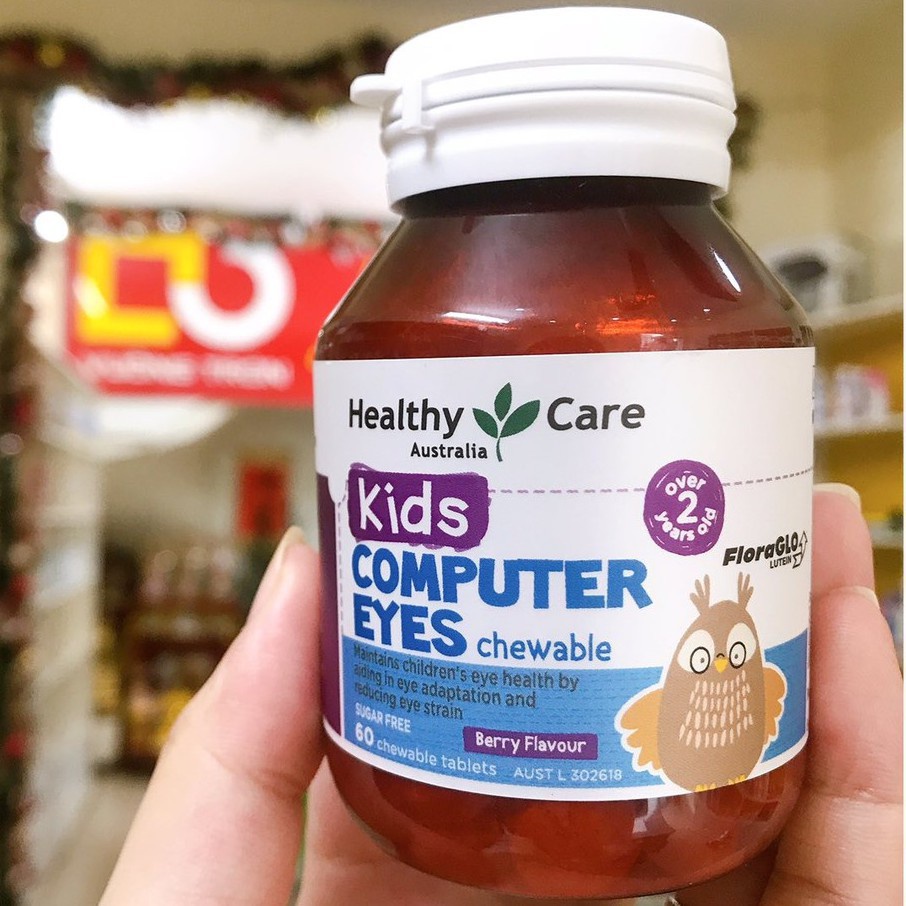 Healthy Care
Australia
Kids
over
2
years old
FloraGLO
LUTEIN
COMPUTER
EYES chewable
Maintains children's eye health by
aiding in eye adaptation and
reducing eye strain
SUGAR FREE
60 chewable tablets
Berry Flavour
AUST L 302618